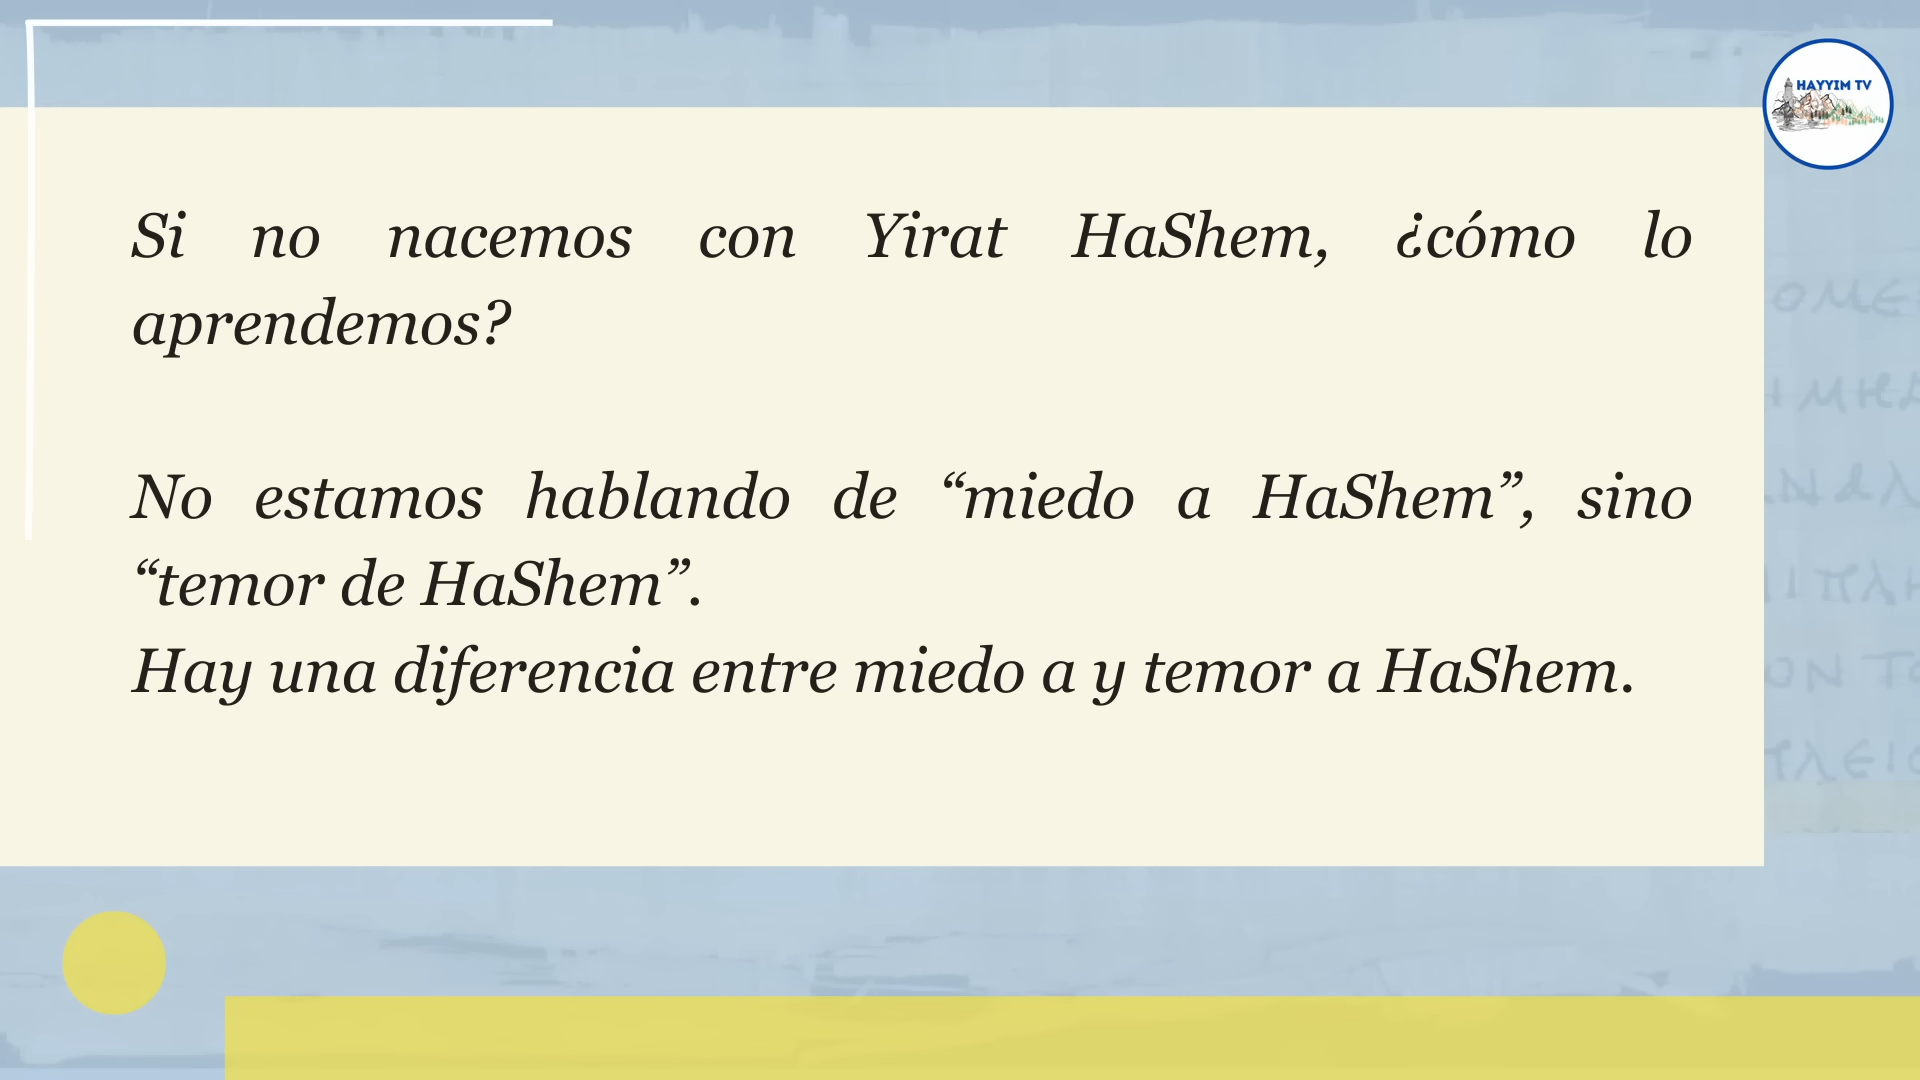 HAYYIM TV
Si no nacemos con Yirat HaShem, ¿cómo lo
aprendemos?
No estamos hablando de “miedo a HaShem”, sino
“temor de HaShem”.
Hay una diferencia entre miedo a y temor a HaShem.